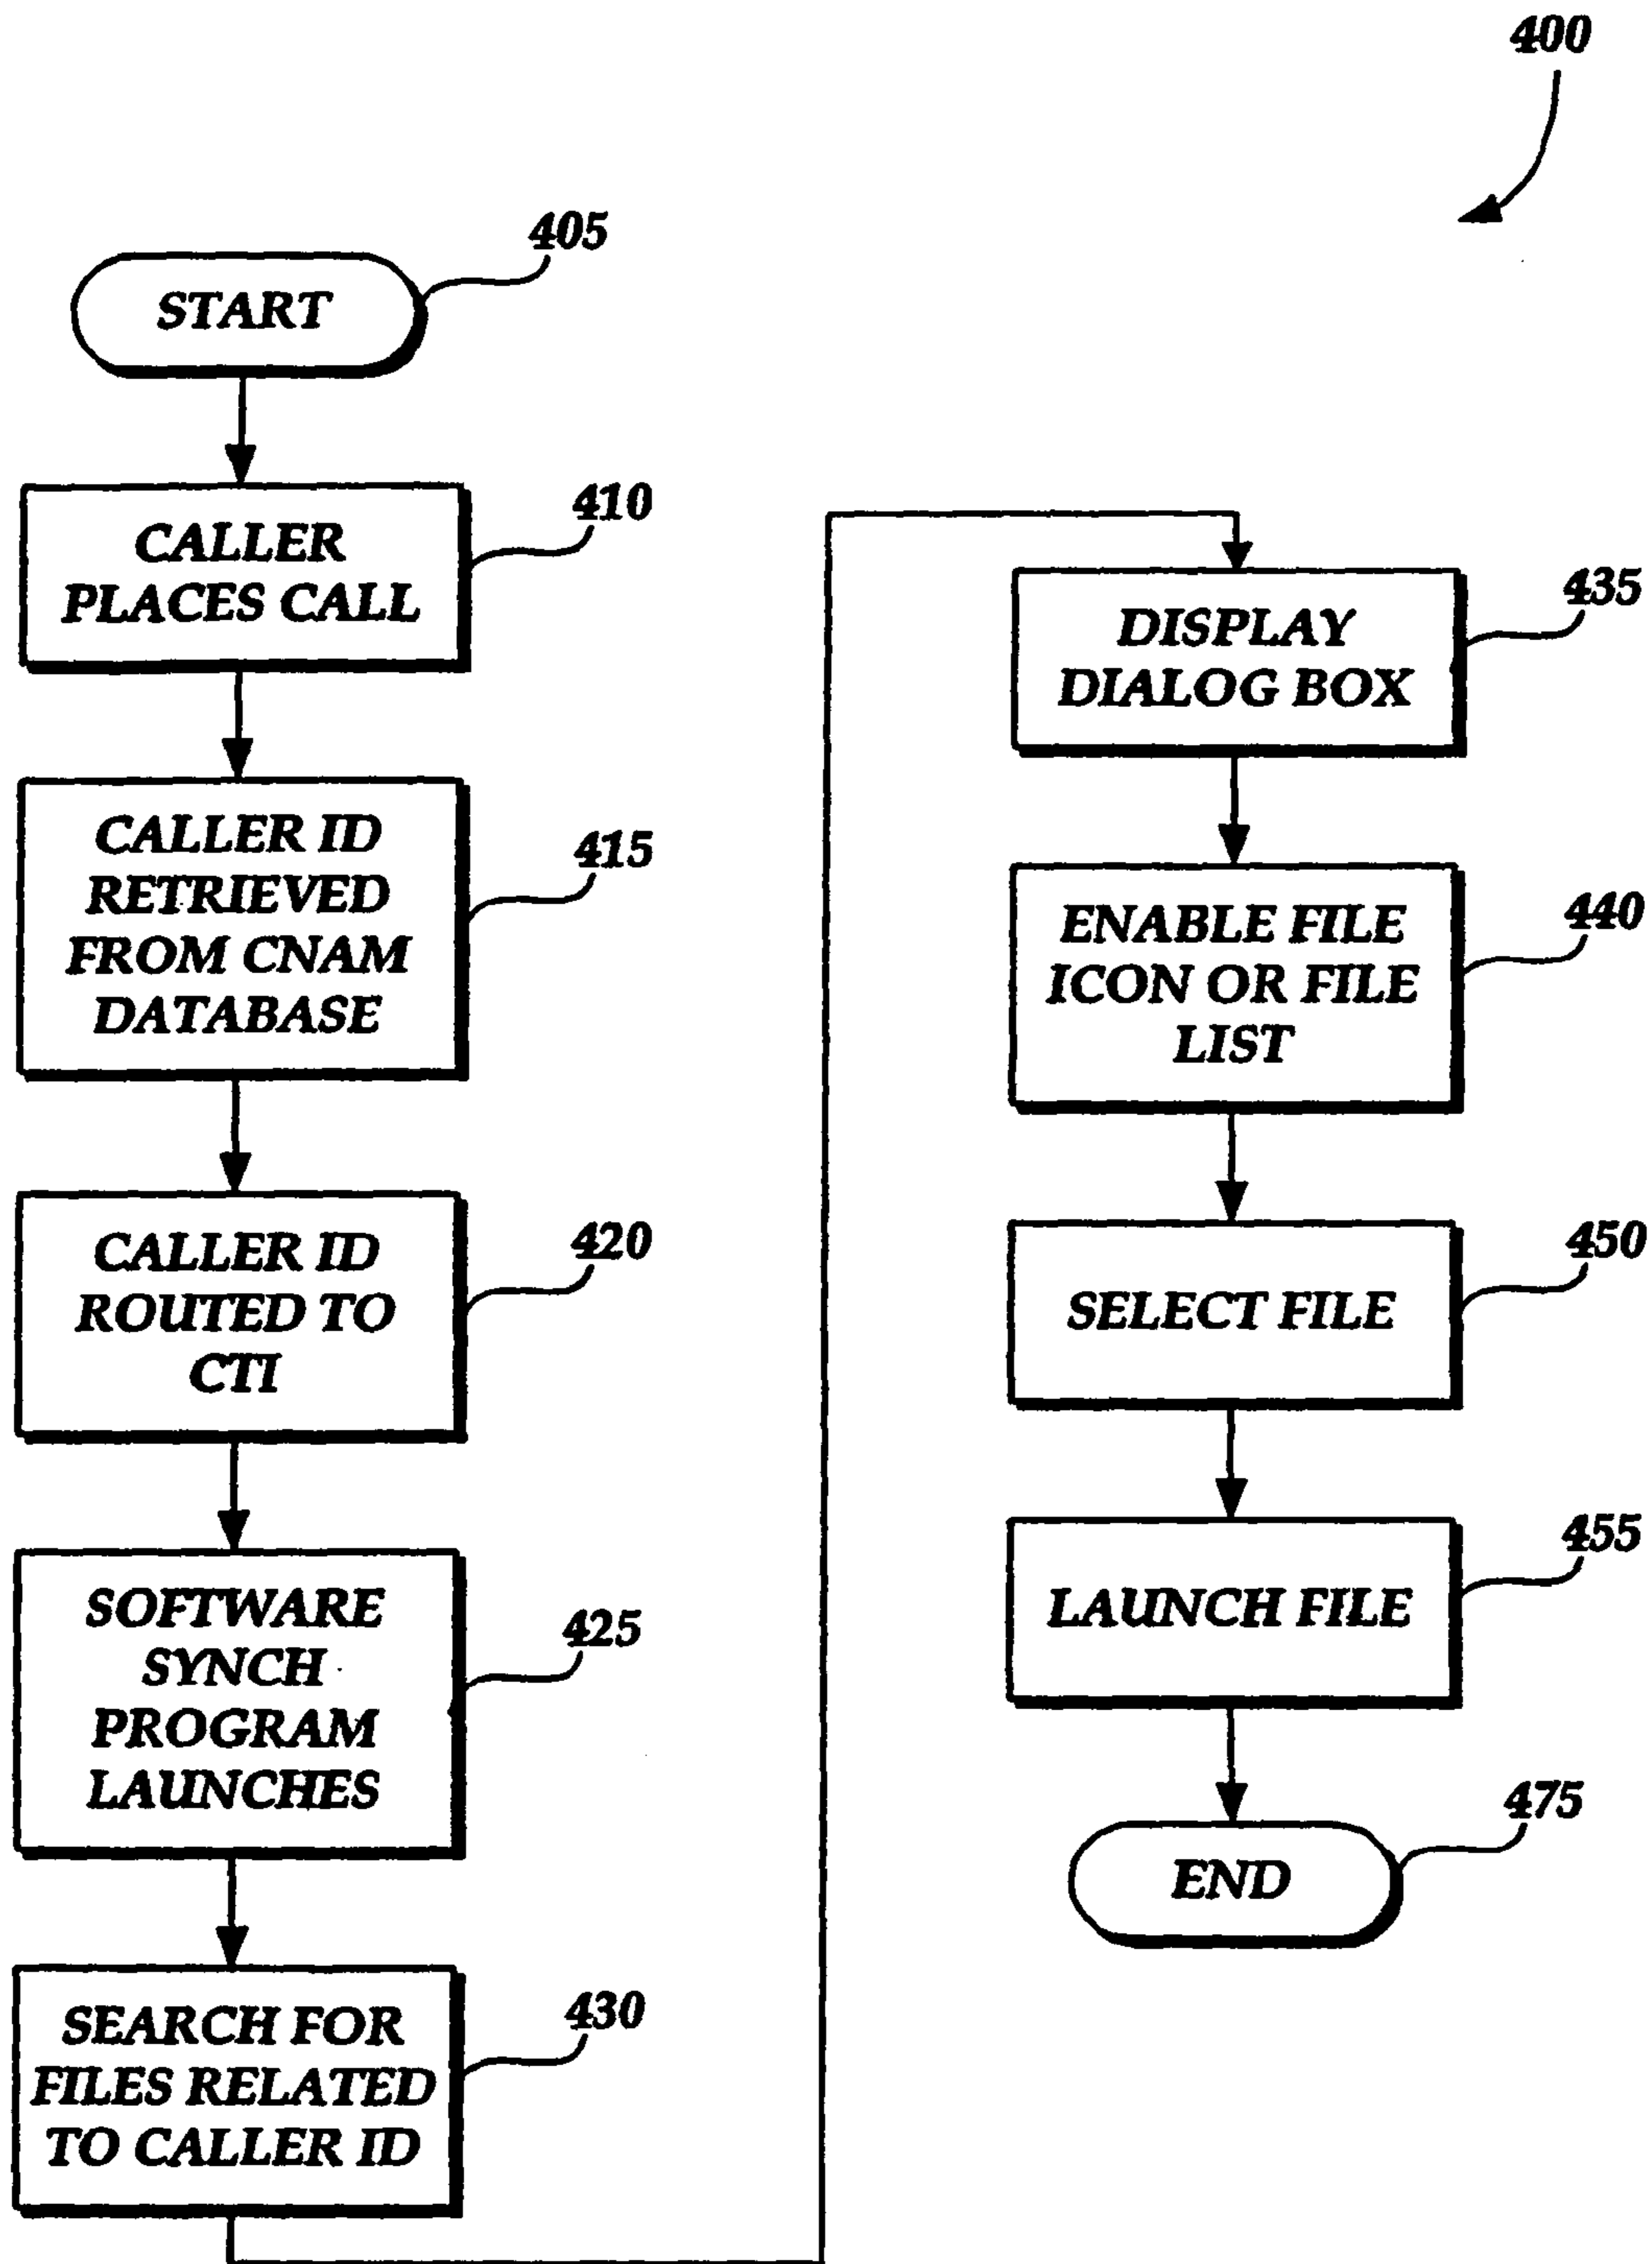 400
START
405
CALLER
PLACES CALL
410
CALLER ID
RETRIEVED
FROM CNAM
DATABASE
415
CALLER ID
ROUTED TO
CTI
420
SOFTWARE
SYNCH
PROGRAM
LAUNCHES
425
SEARCH FOR
FILES RELATED
TO CALLER ID
430
DISPLAY
DIALOG BOX
435
ENABLE FILE
ICON OR FILE
LIST
440
SELECT FILE
450
LAUNCH FILE
455
END
475